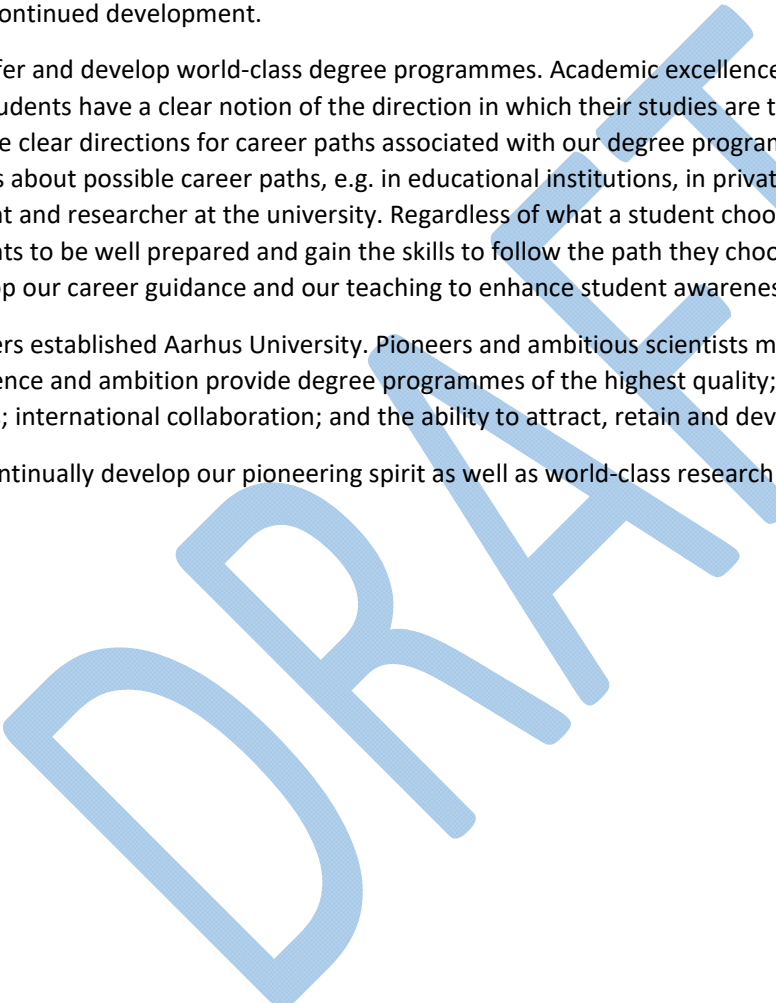 ontinued development.
fer and develop world-class degree programmes. Academic excellence
udents have a clear notion of the direction in which their studies are t
e clear directions for career paths associated with our degree program
s about possible career paths, e.g. in educational institutions, in privat
t and researcher at the university. Regardless of what a student choo
nts to be well prepared and gain the skills to follow the path they choo
op our career guidance and our teaching to enhance student awarenes
ers established Aarhus University. Pioneers and ambitious scientists m
ence and ambition provide degree programmes of the highest quality;
; international collaboration; and the ability to attract, retain and dev
ntinually develop our pioneering spirit as well as world-class research
DRAFT